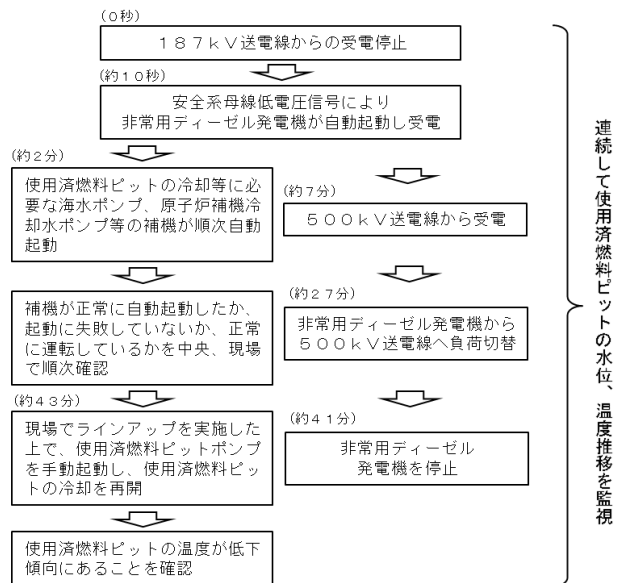 (0秒)
187kV送電線からの受電停止
(約10秒)
安全系母線低電圧信号により
非常用ディーゼル発電機が自動起動し受電
(約2分)
使用済燃料ピットの冷却等に必
要な海水ポンプ、原子炉補機冷
却水ポンプ等の補機が順次自動
起動
補機が正常に自動起動したか、
起動に失敗していないか、正常
に運転しているかを中央、現場
で順次確認
(約43分)
現場でラインアップを実施した
上で、使用済燃料ピットポンプ
を手動起動し、使用済燃料ピッ
トの冷却を再開
使用済燃料ピットの温度が低下
傾向にあることを確認
(約7分)
500kV送電線から受電
(約27分)
非常用ディーゼル発電機から
500kV送電線へ負荷切替
(約41分)
非常用ディーゼル
発電機を停止
連続して使用済燃料ピットの水位、温度推移を監視